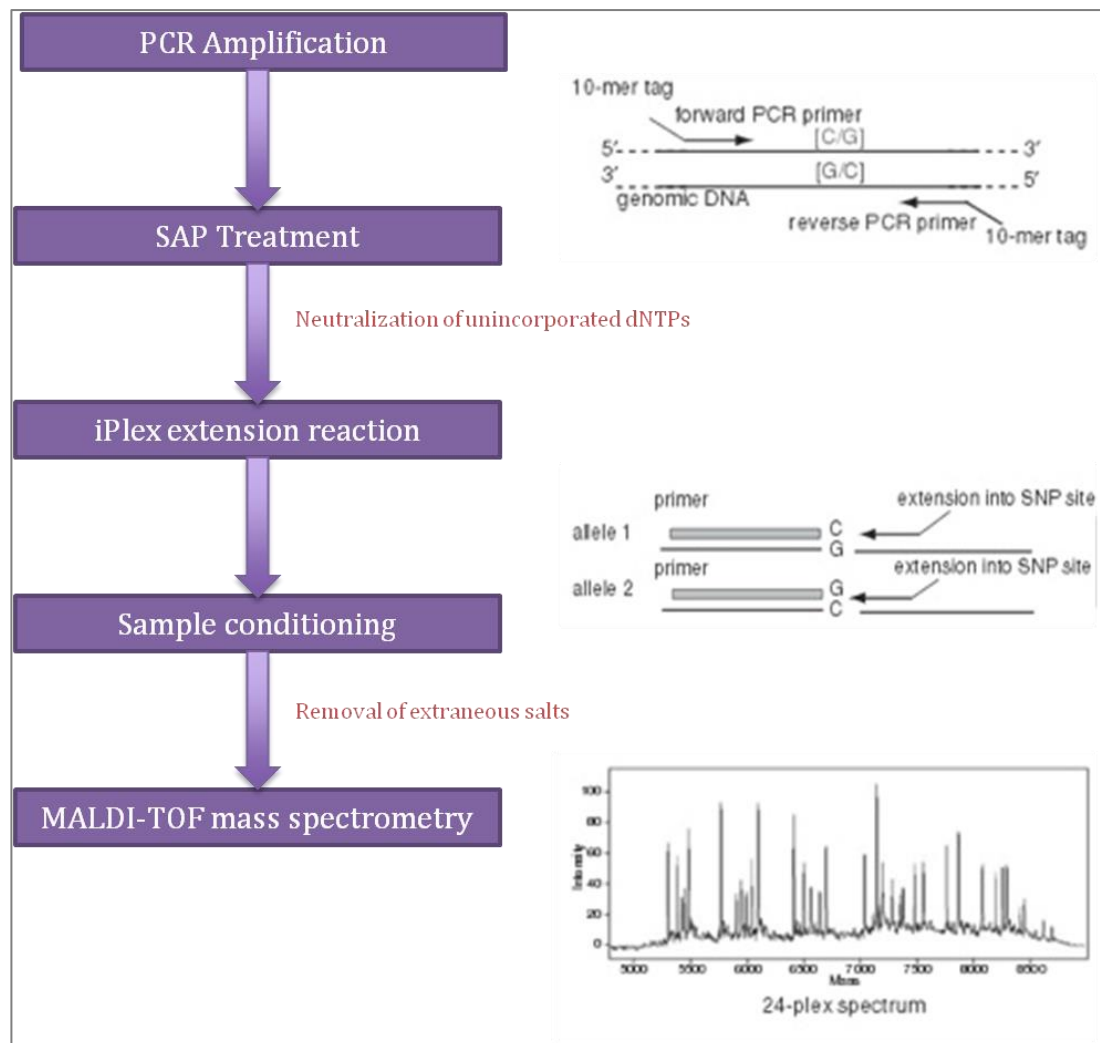 PCR Amplification
10-mer tag
forward PCR primer
[C/G]
5′
3′
[G/C]
3′
5′
genomic DNA
reverse PCR primer
10-mer tag
SAP Treatment
Neutralization of unincorporated dNTPs
iPlex extension reaction
primer
extension into SNP site
allele 1
C
G
primer
extension into SNP site
allele 2
G
C
Sample conditioning
Removal of extraneous salts
MALDI-TOF mass spectrometry
100
80
60
40
20
0
Intensity
5000 5500 6000 6500 7000 7500 8000 8500
Mass
24-plex spectrum